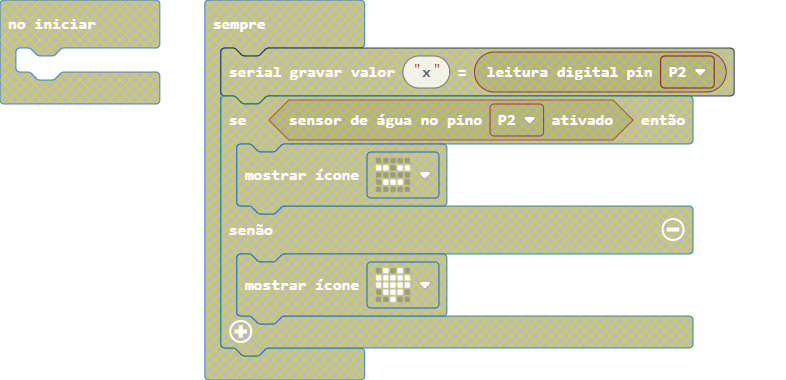 no iniciar
sempre
serial gravar valor "x" = leitura digital pin P2
se sensor de água no pino P2 ativado então
mostrar ícone
senão
mostrar ícone